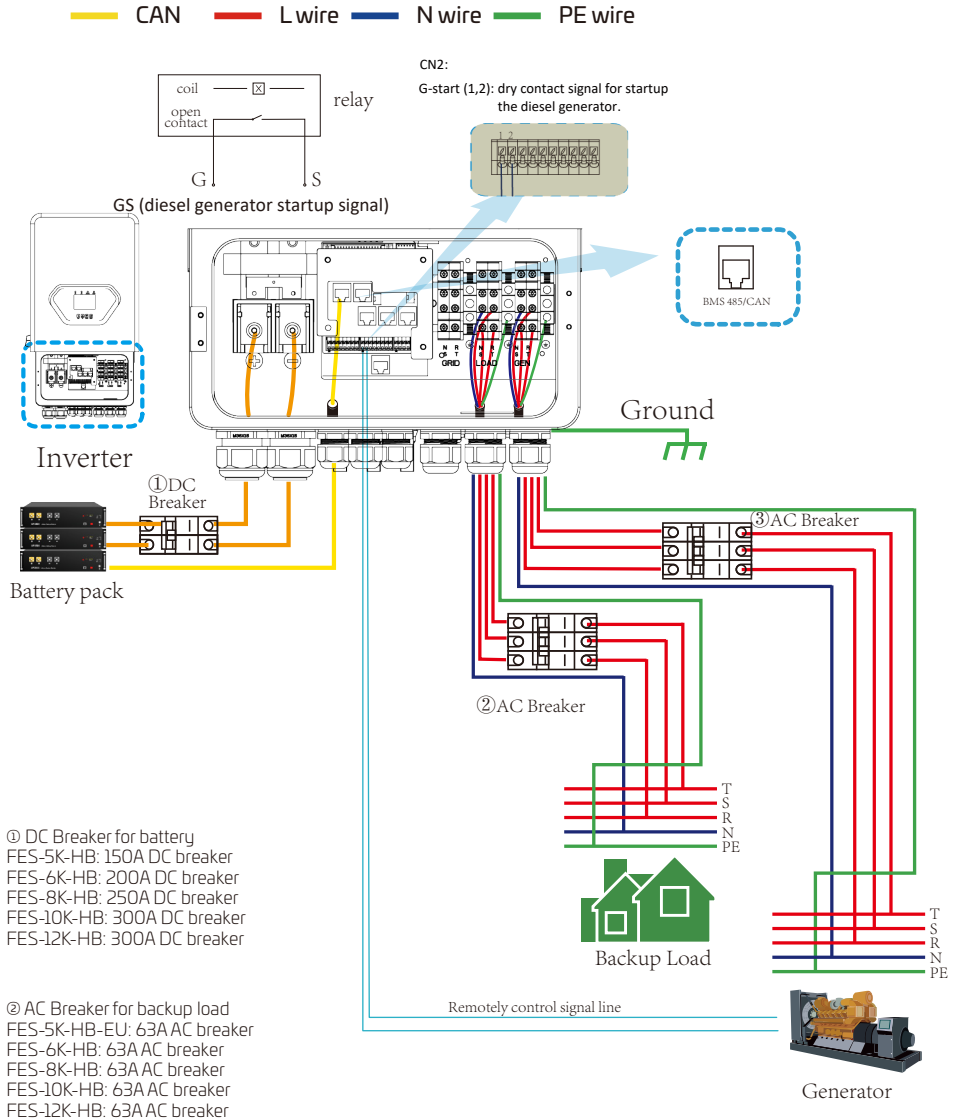 CAN L wire N wire PE wire
CN2:
G-start (1,2): dry contact signal for startup
the diesel generator.
coil
open
contact
relay
1 2
G S
GS (diesel generator startup signal)
BMS 485/CAN
N R
S T
GRID
N R
S T
LOAD
N R
S T
GEN
Ground
Inverter
①DC
Breaker
Battery pack
③AC Breaker
②AC Breaker
T
S
R
N
PE
① DC Breaker for battery
FES-5K-HB: 150A DC breaker
FES-6K-HB: 200A DC breaker
FES-8K-HB: 250A DC breaker
FES-10K-HB: 300A DC breaker
FES-12K-HB: 300A DC breaker
Backup Load
T
S
R
N
PE
② AC Breaker for backup load
FES-5K-HB-EU: 63A AC breaker
FES-6K-HB: 63A AC breaker
FES-8K-HB: 63A AC breaker
FES-10K-HB: 63A AC breaker
FES-12K-HB: 63A AC breaker
Remotely control signal line
Generator